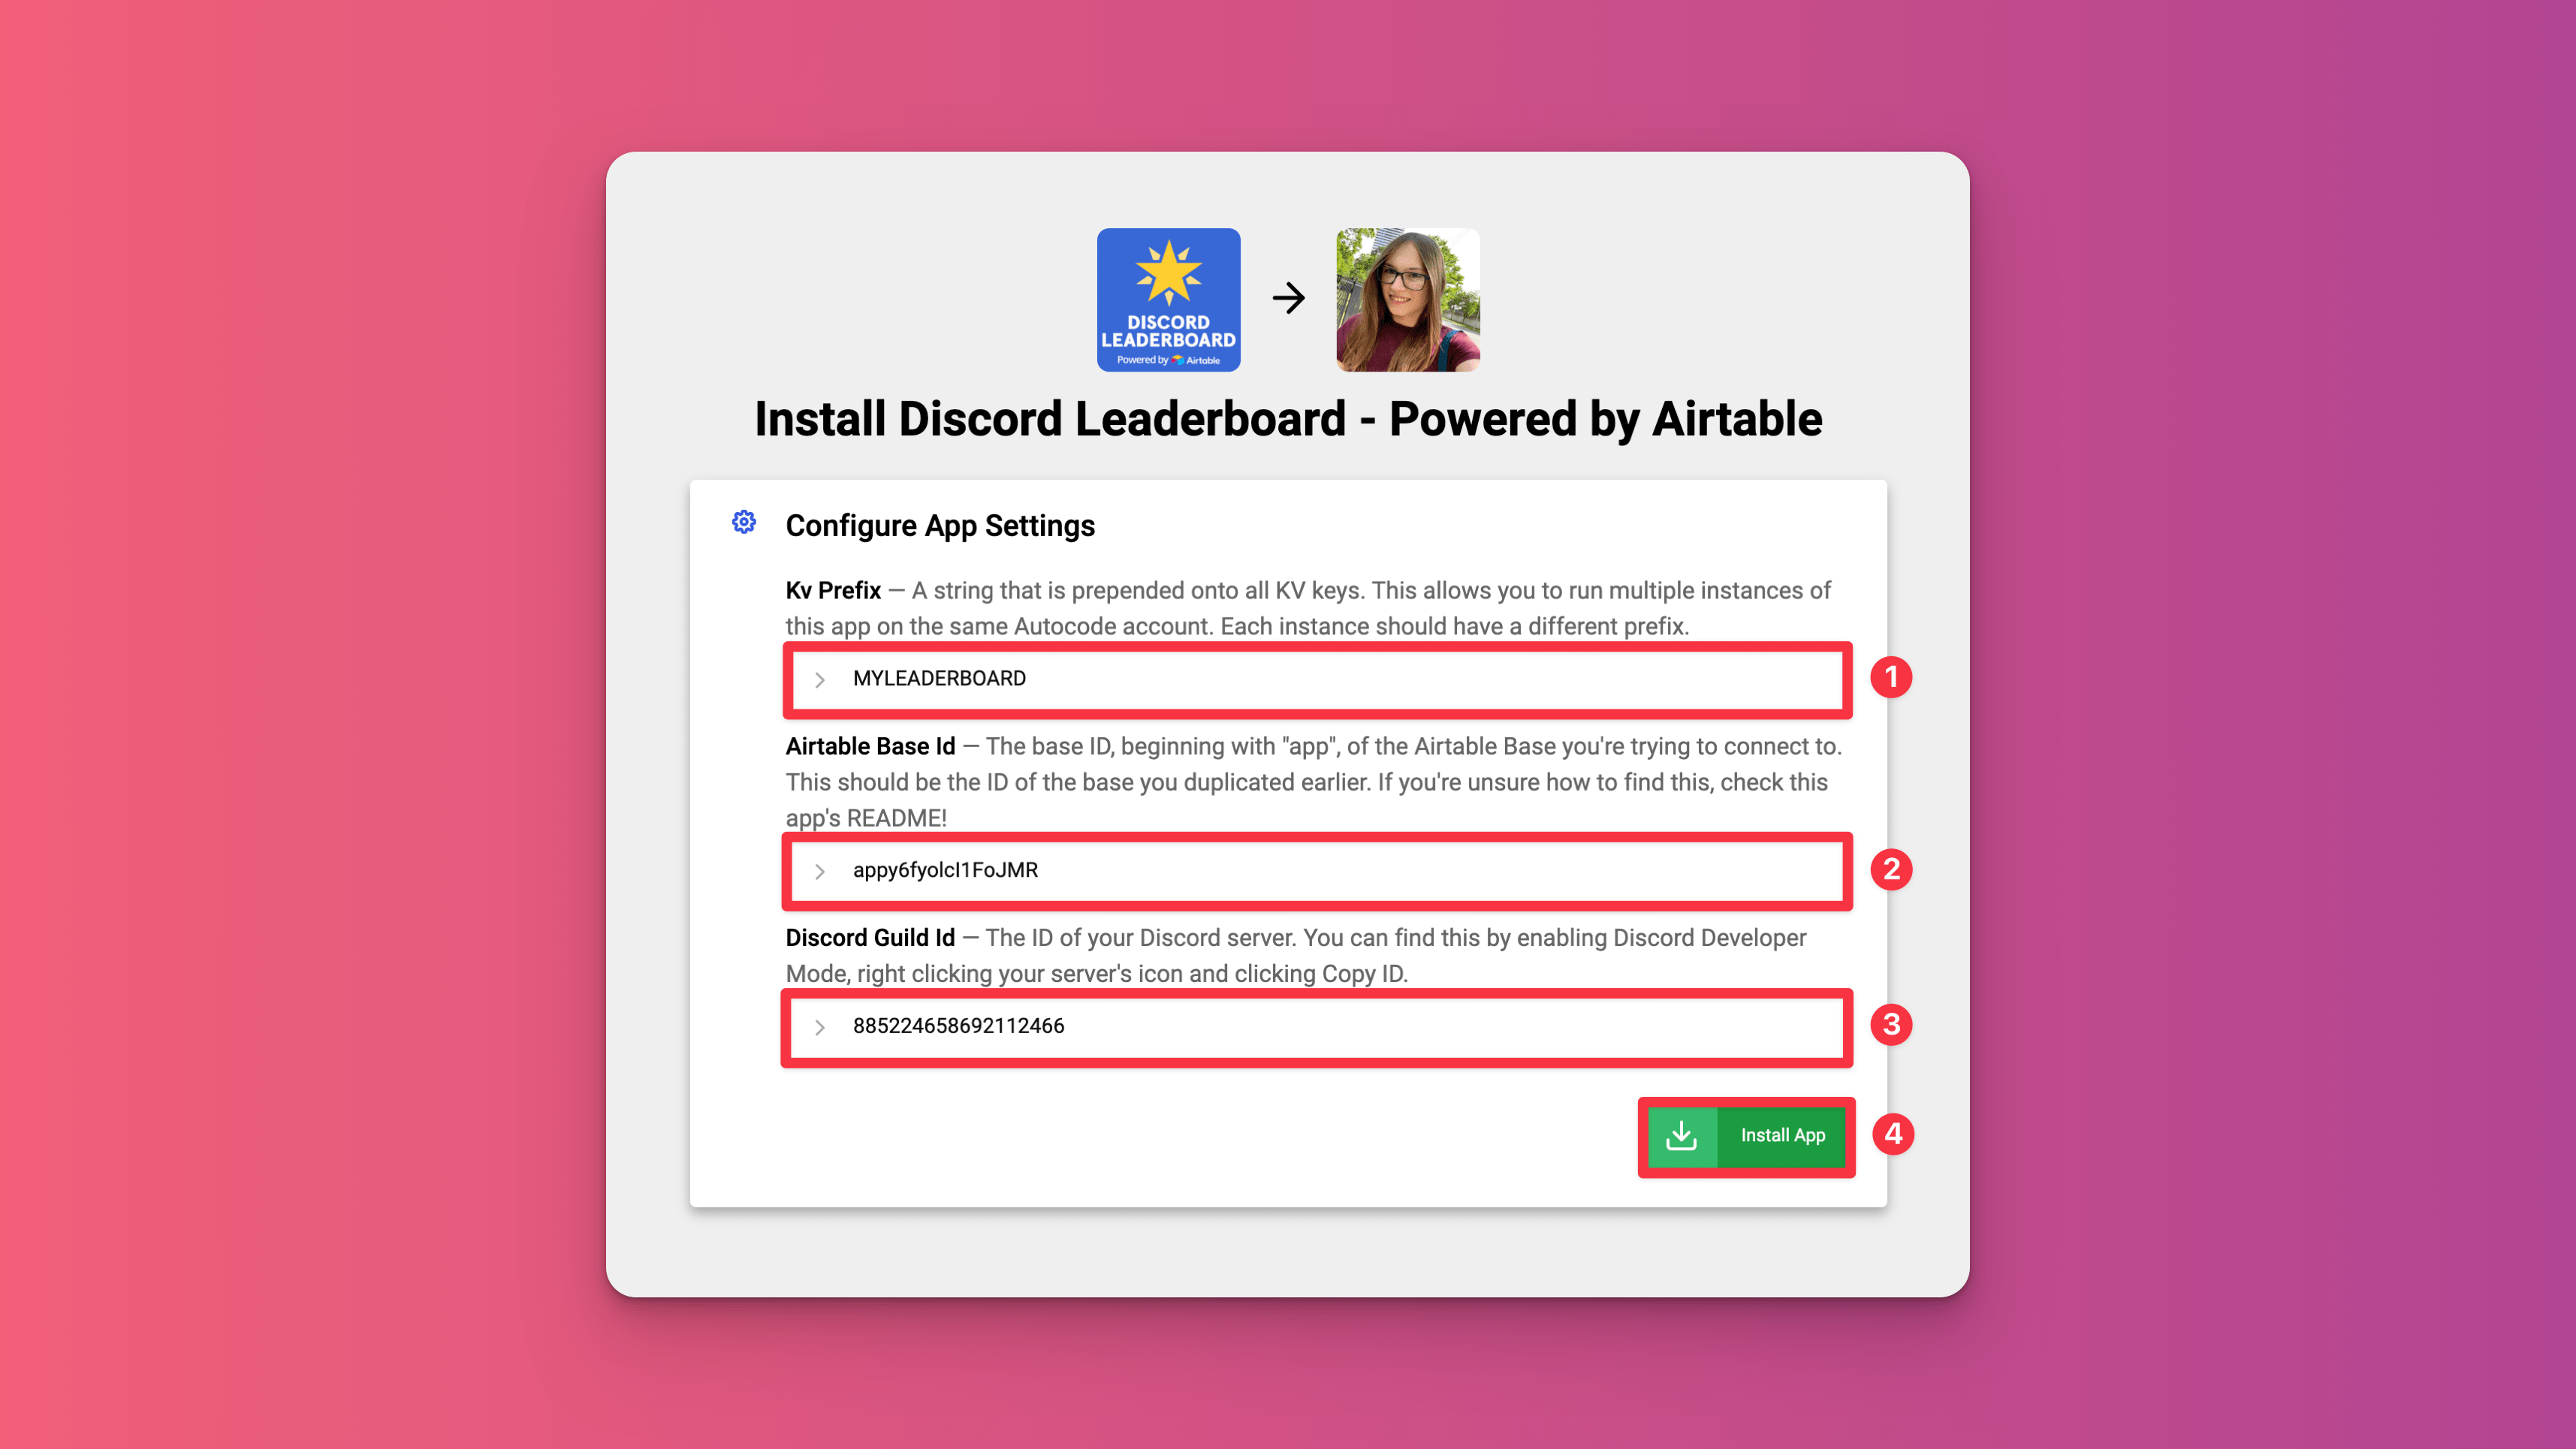 DISCORD
LEADERBOARD
Powered by Airtable
Install Discord Leaderboard - Powered by Airtable
Configure App Settings
Kv Prefix — A string that is prepended onto all KV keys. This allows you to run multiple instances of
this app on the same Autocode account. Each instance should have a different prefix.
MYLEADERBOARD
1
Airtable Base Id — The base ID, beginning with "app", of the Airtable Base you're trying to connect to.
This should be the ID of the base you duplicated earlier. If you're unsure how to find this, check this
app's README!
appy6fyolcI1FoJMR
2
Discord Guild Id — The ID of your Discord server. You can find this by enabling Discord Developer
Mode, right clicking your server's icon and clicking Copy ID.
885224658692112466
3
Install App
4